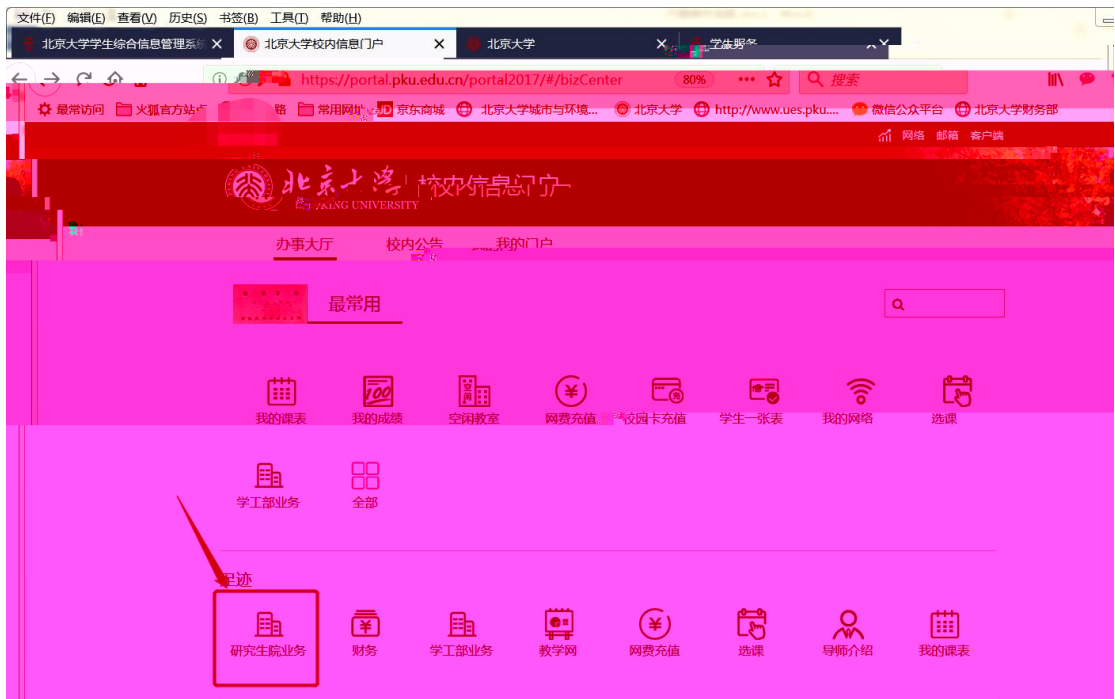 文件(F) 编辑(E) 查看(V) 历史(S) 书签(B) 工具(T) 帮助(H)
北京大学学生综合信息管理系统 北京大学校内信息门户 北京大学
https://portal.pku.edu.cn/portal2017/#/bizCenter 80% 搜索
最常访问 火狐官方站点 常用网址 JD 京东商城 北京大学城市与环境... 北京大学 http://www.ues.pku.... 微信公众平台 北京大学财务部
网络 邮箱 客户端
北京大学 校内信息门户
PEKING UNIVERSITY
办事大厅 校内公告 我的门户
最常用
我的课表 我的成绩 空闲教室 网费充值 校园卡充值 学生一张表 我的网络 选课
学工部业务 全部
足迹
研究生院业务 财务 学工部业务 教学网 网费充值 选课 导师介绍 我的课表